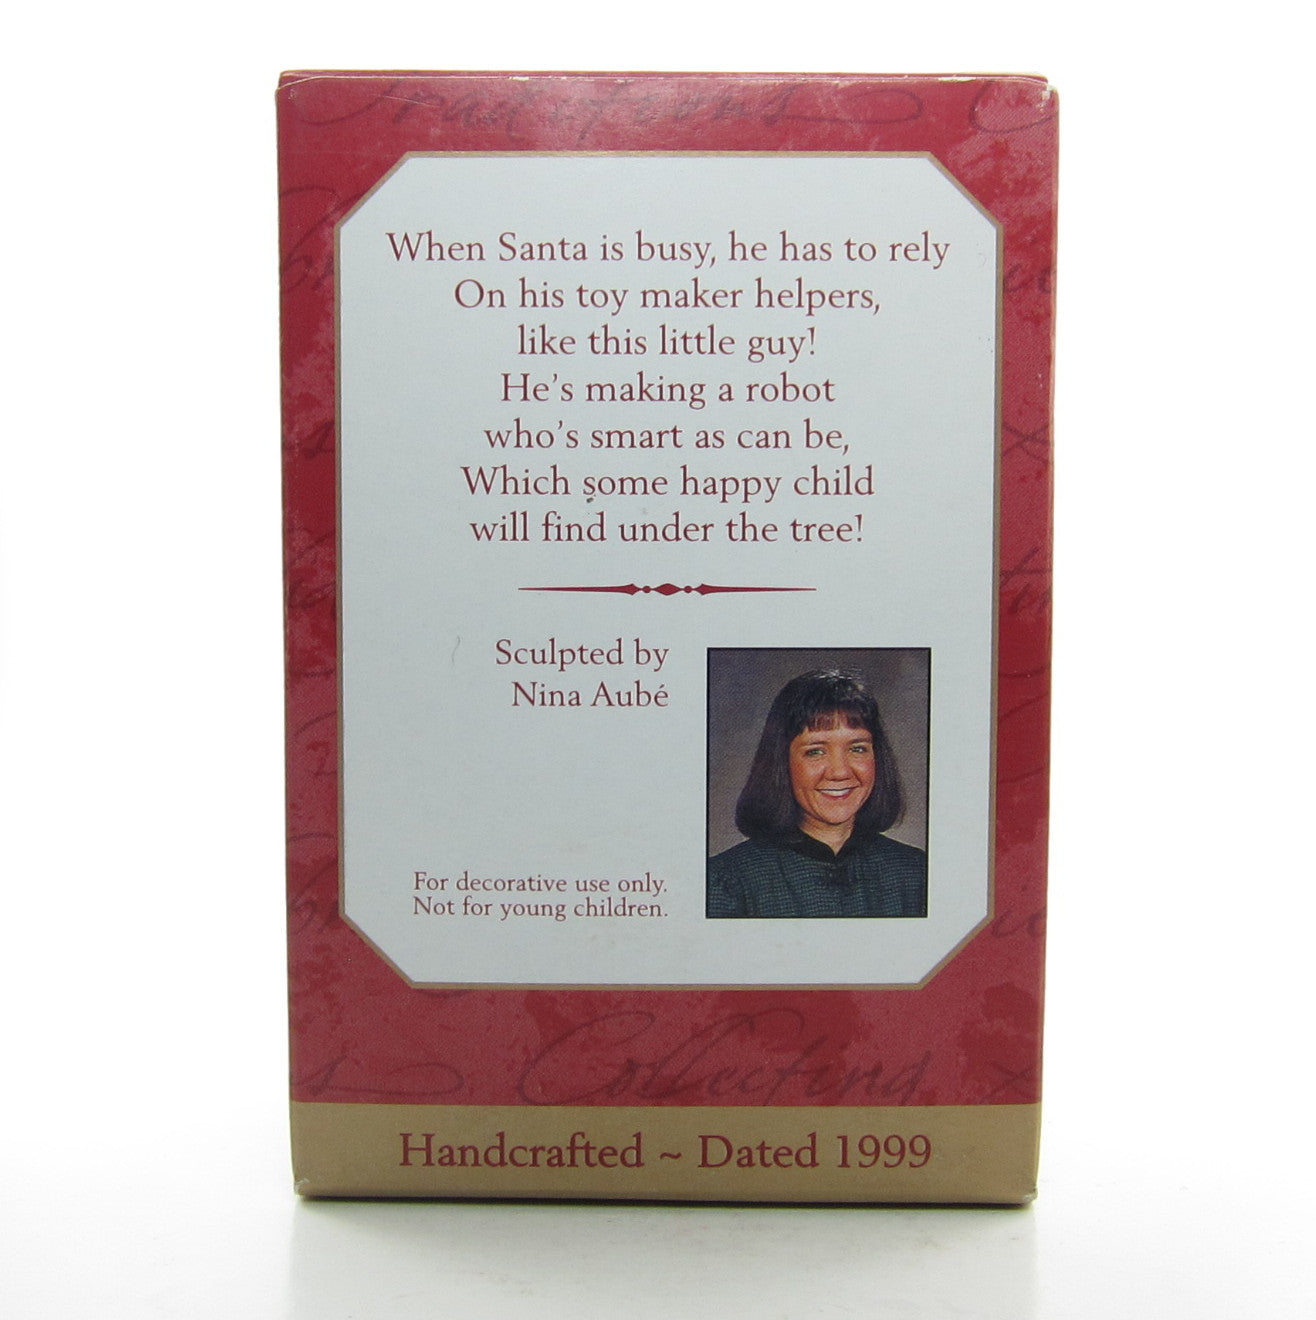 Traditions
When Santa is busy, he has to rely
On his toy maker helpers,
like this little guy!
He's making a robot
who's smart as can be,
Which some happy child
will find under the tree!
Sculpted by
Nina Aubé
For decorative use only.
Not for young children.
Collecting
Handcrafted ~ Dated 1999